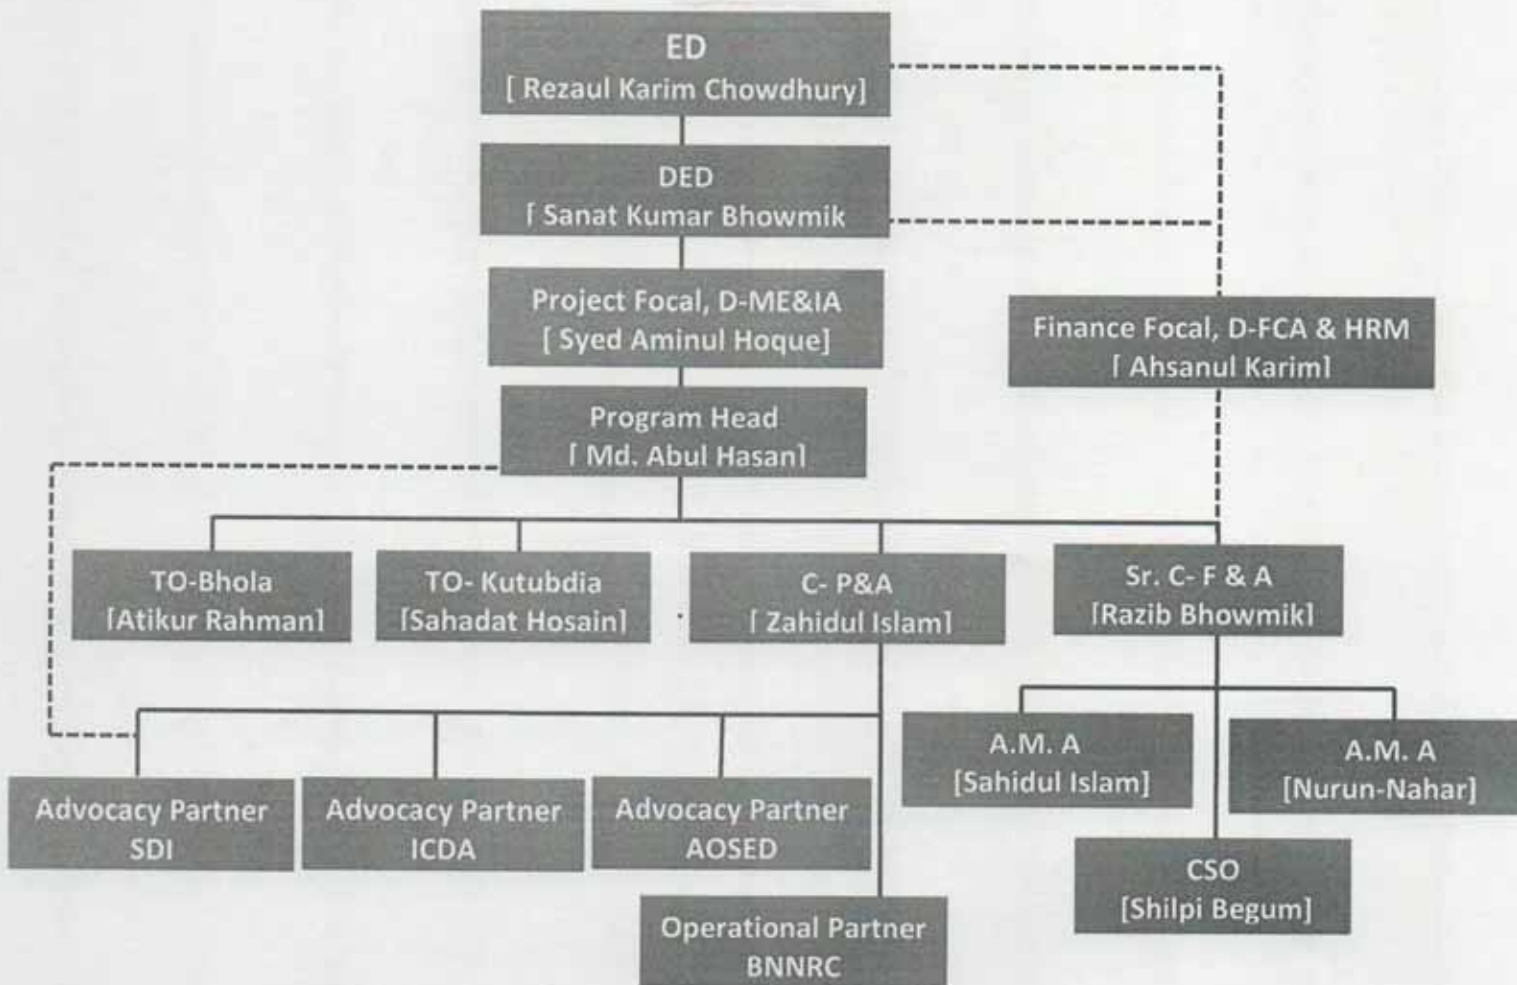 ED
[ Rezaul Karim Chowdhury]
DED
[ Sanat Kumar Bhowmik
Project Focal, D-ME&IA
[ Syed Aminul Hoque]
Finance Focal, D-FCA & HRM
[ Ahsanul Karim]
Program Head
[ Md. Abul Hasan]
TO-Bhola
[Atikur Rahman]
TO- Kutubdia
[Sahadat Hosain]
C- P&A
[ Zahidul Islam]
Sr. C- F & A
[Razib Bhowmik]
A.M. A
[Sahidul Islam]
A.M. A
[Nurun-Nahar]
Advocacy Partner
SDI
Advocacy Partner
ICDA
Advocacy Partner
AOSED
CSO
[Shilpi Begum]
Operational Partner
BNNRC